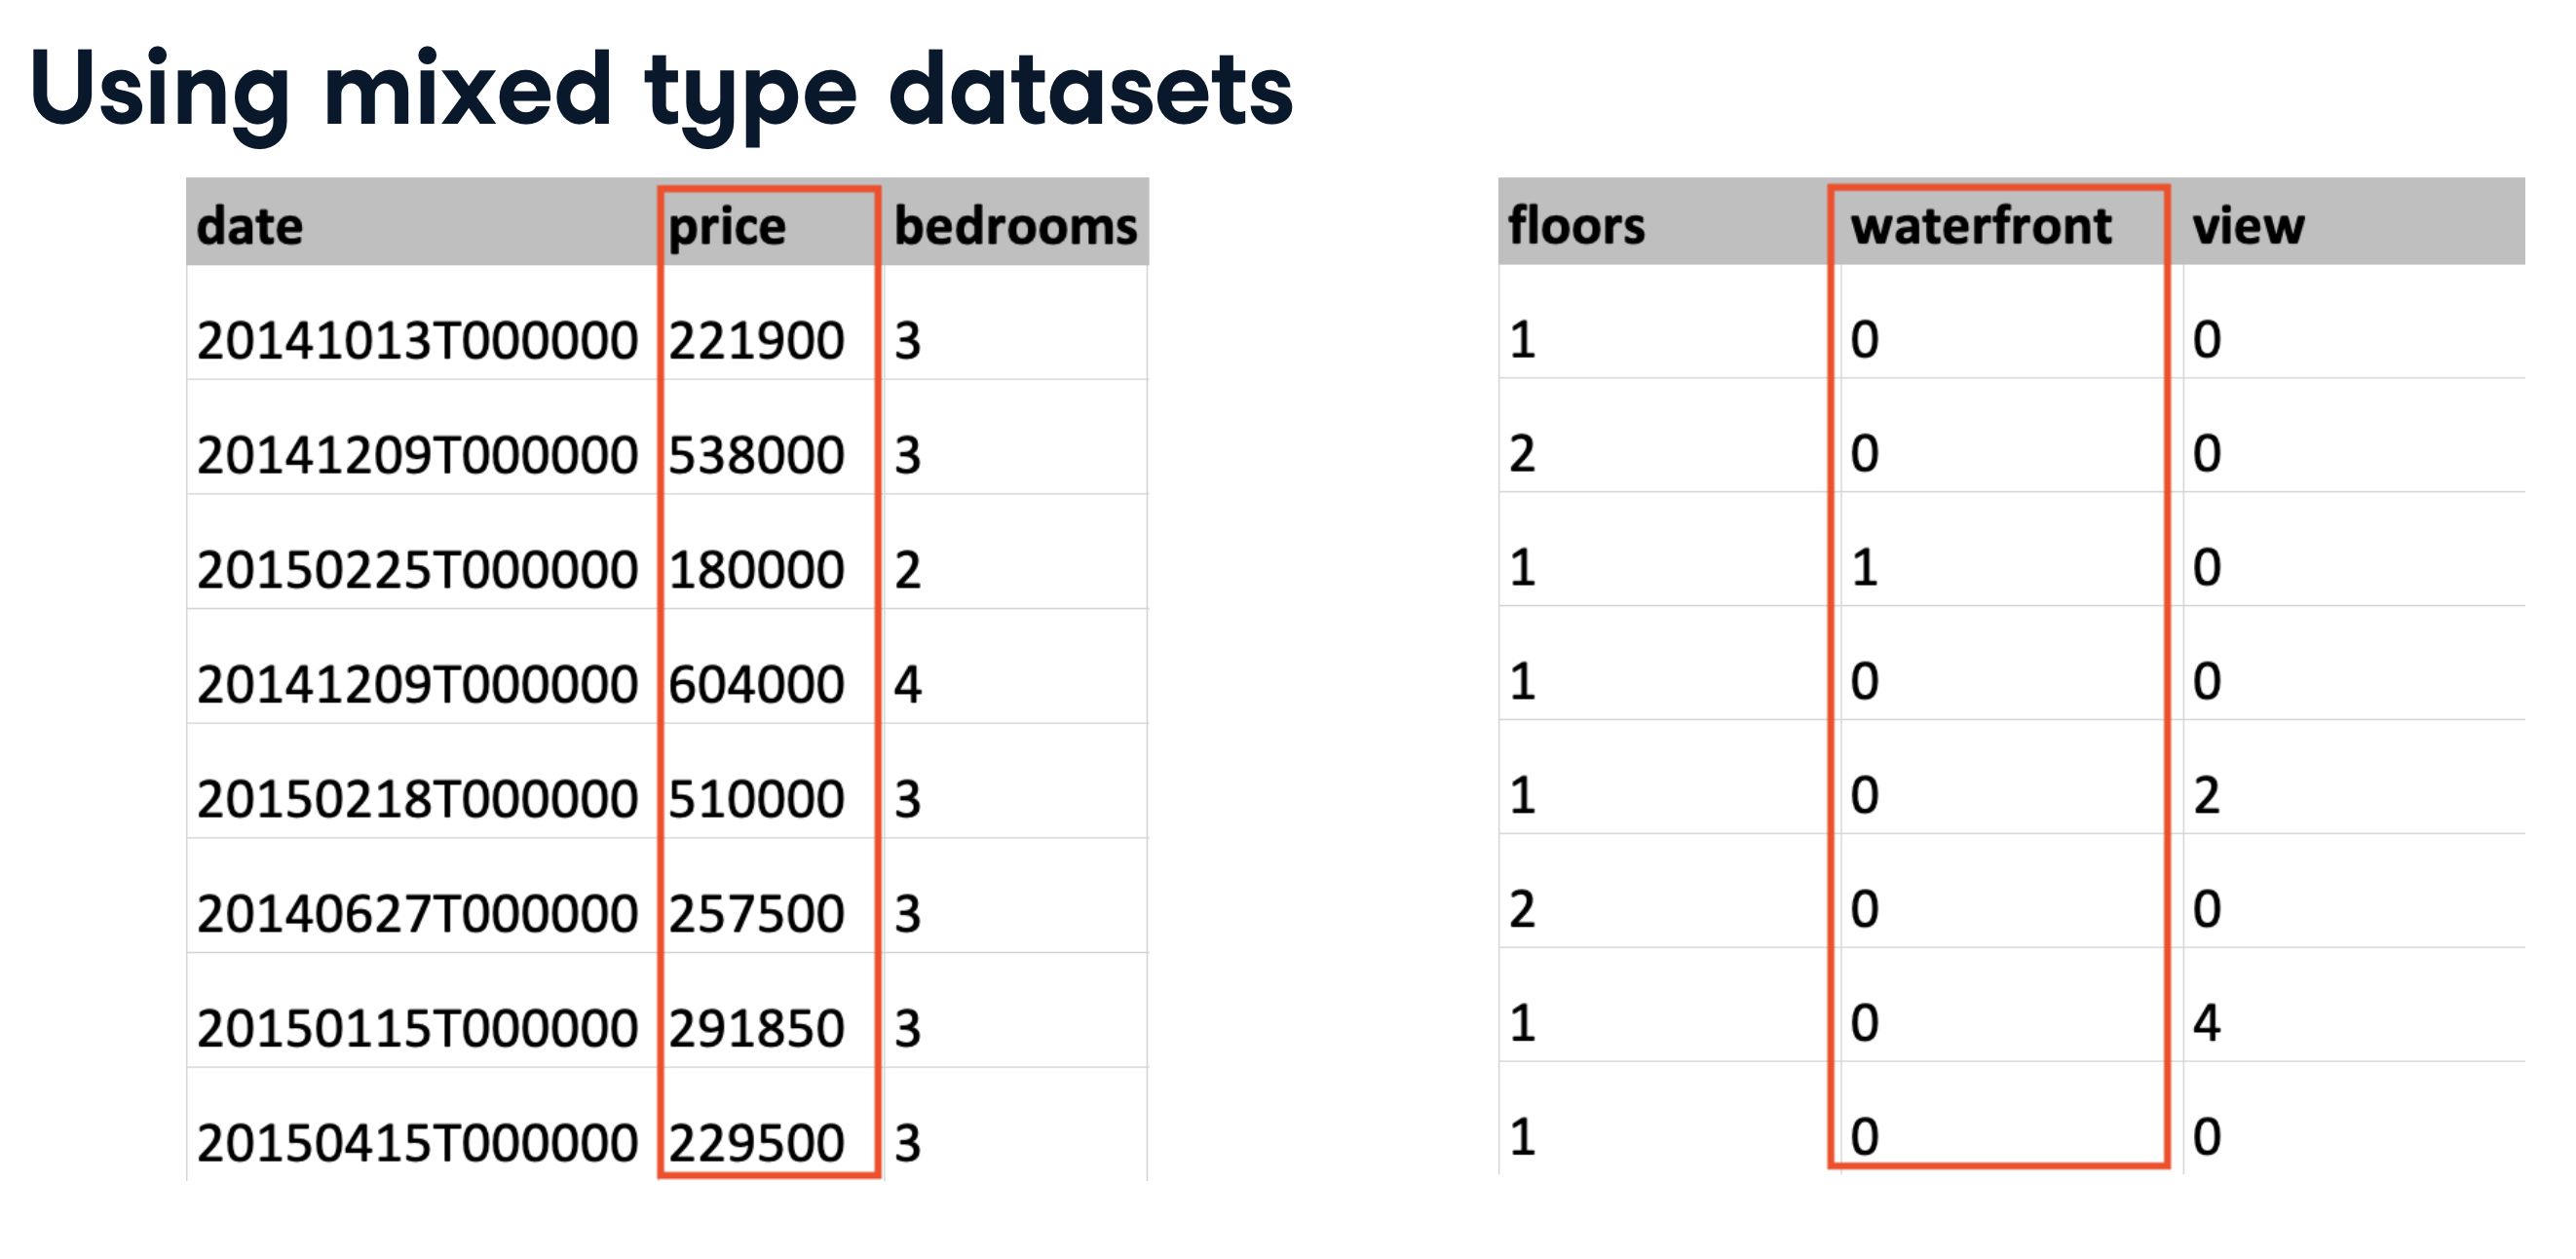 Using mixed type datasets
date price bedrooms
20141013T000000 221900 3
20141209T000000 538000 3
20150225T000000 180000 2
20141209T000000 604000 4
20150218T000000 510000 3
20140627T000000 257500 3
20150115T000000 291850 3
20150415T000000 229500 3
floors waterfront view
1 0 0
2 0 0
1 1 0
1 0 0
1 0 2
2 0 0
1 0 4
1 0 0